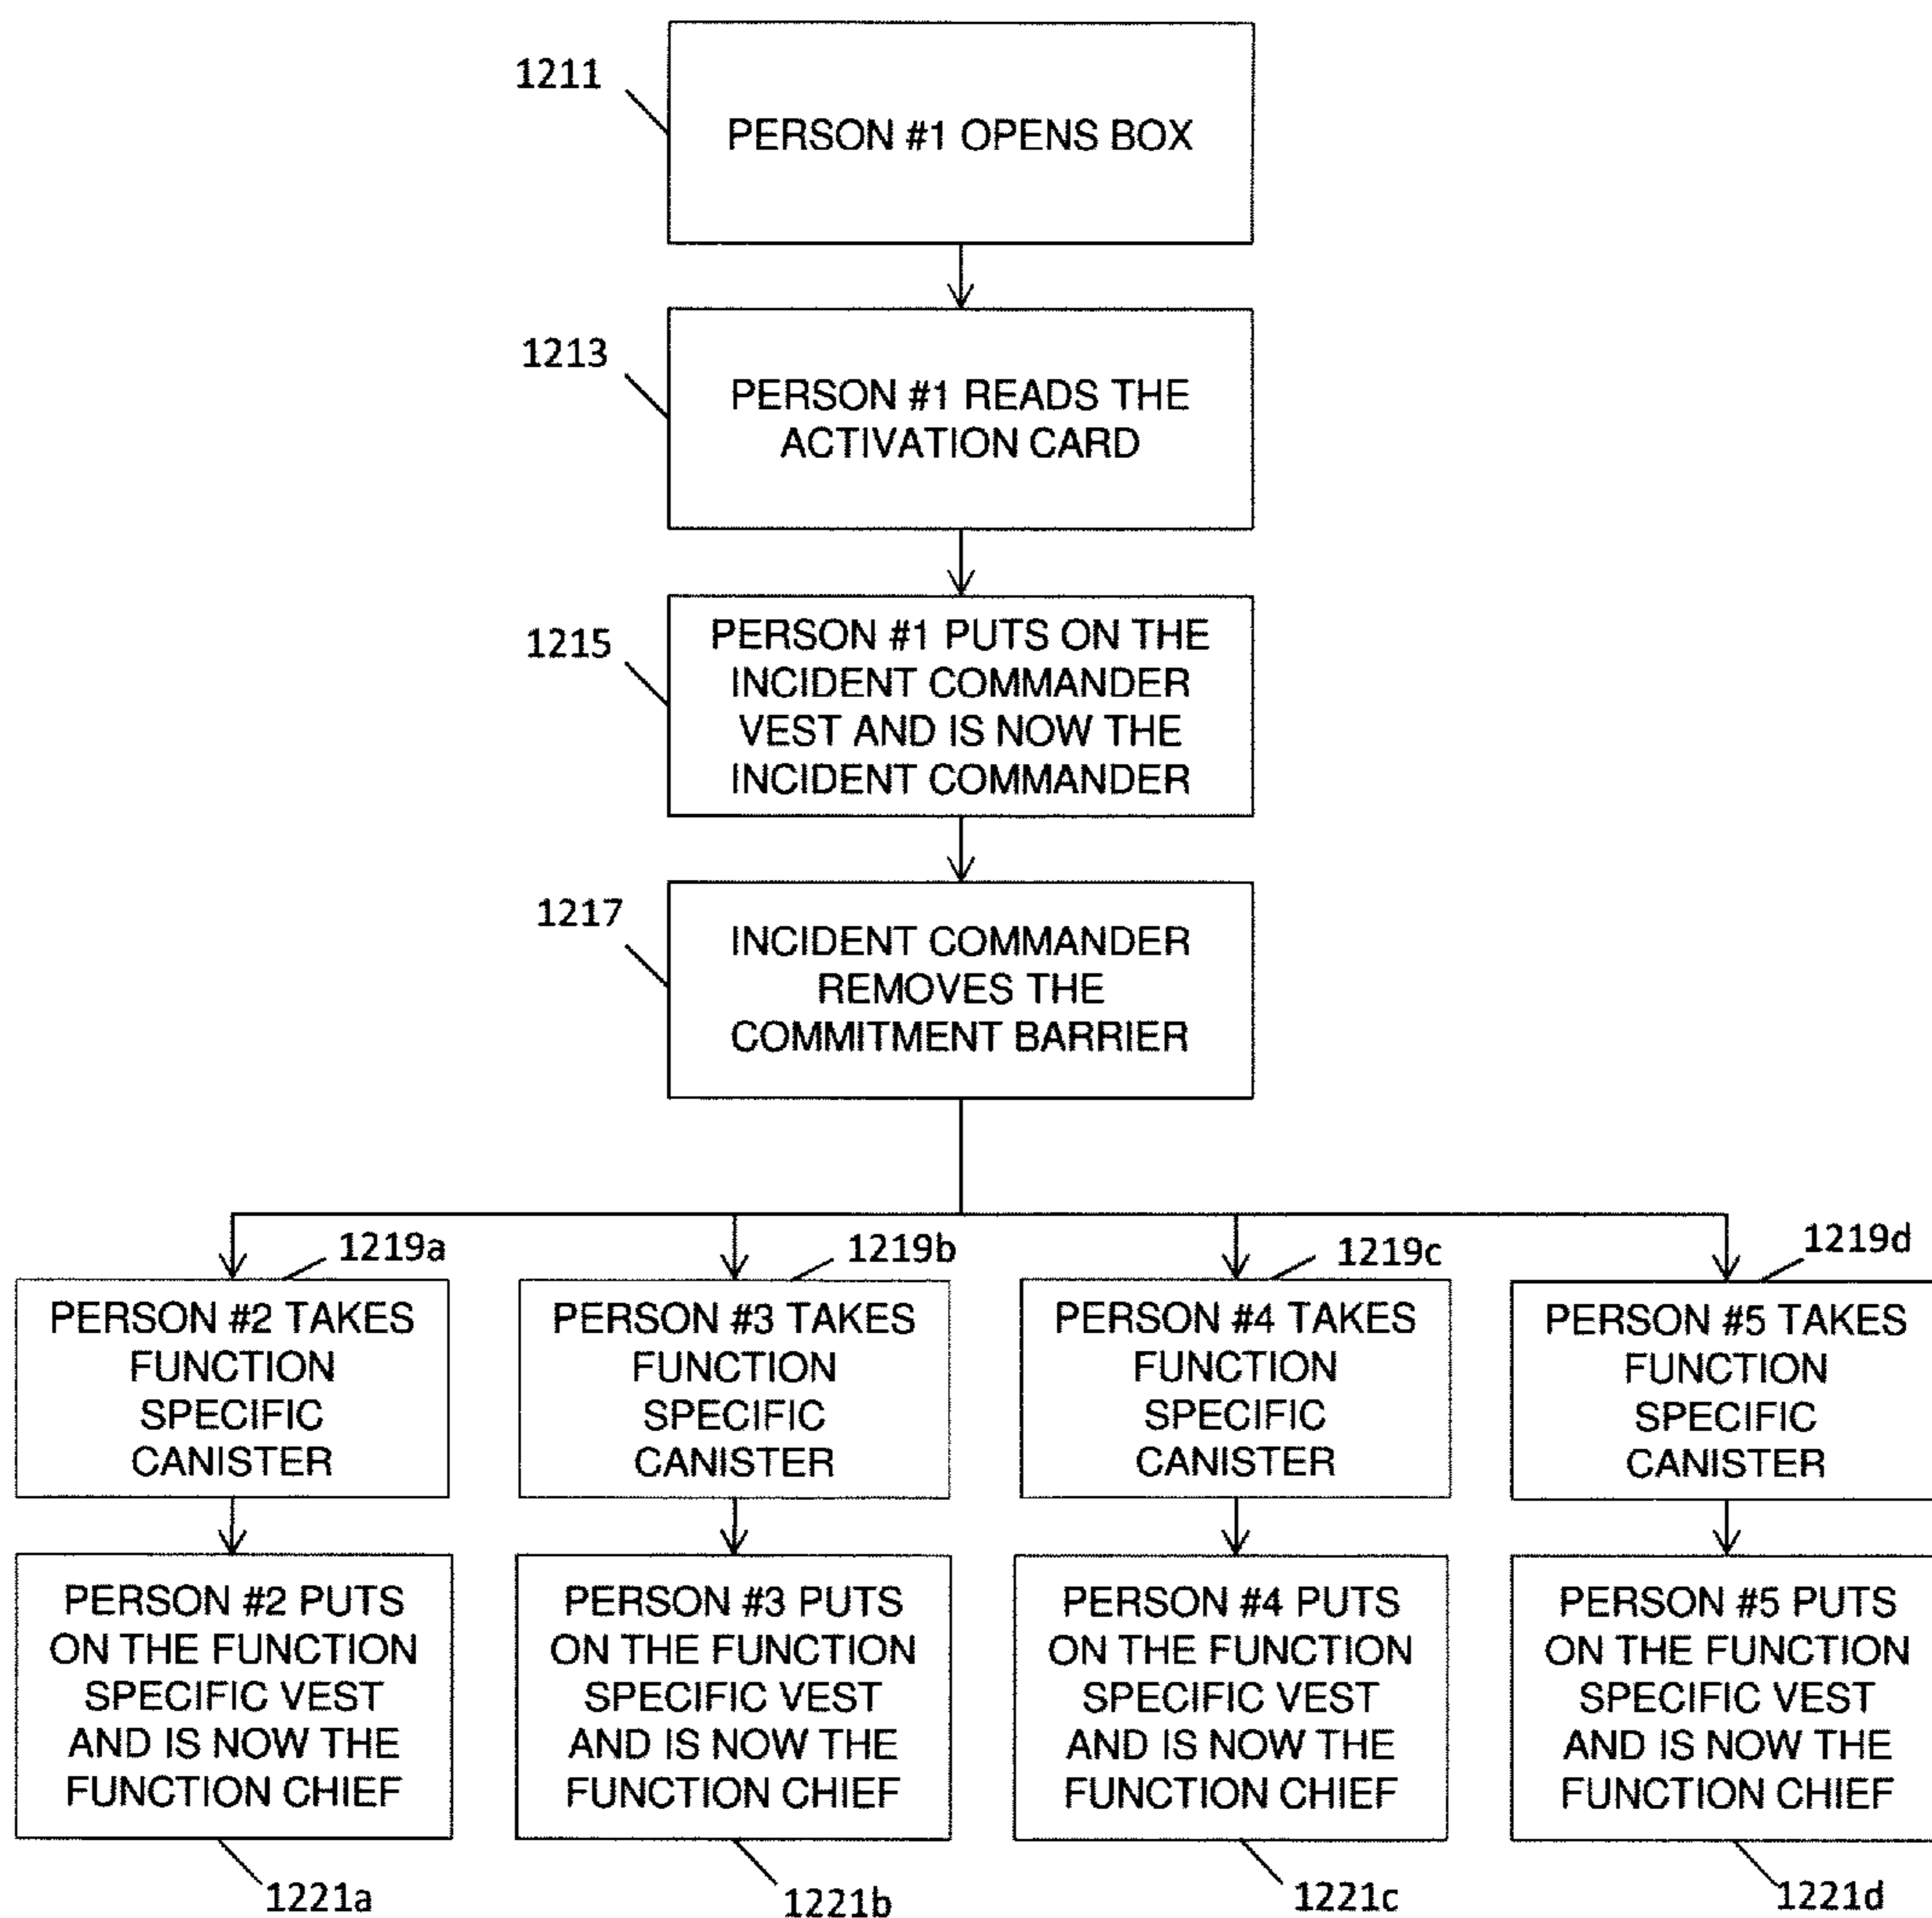 1211
PERSON #1 OPENS BOX
1213
PERSON #1 READS THE
ACTIVATION CARD
1215
PERSON #1 PUTS ON THE
INCIDENT COMMANDER
VEST AND IS NOW THE
INCIDENT COMMANDER
1217
INCIDENT COMMANDER
REMOVES THE
COMMITMENT BARRIER
1219a
PERSON #2 TAKES
FUNCTION
SPECIFIC
CANISTER
1219b
PERSON #3 TAKES
FUNCTION
SPECIFIC
CANISTER
1219c
PERSON #4 TAKES
FUNCTION
SPECIFIC
CANISTER
1219d
PERSON #5 TAKES
FUNCTION
SPECIFIC
CANISTER
PERSON #2 PUTS
ON THE FUNCTION
SPECIFIC VEST
AND IS NOW THE
FUNCTION CHIEF
1221a
PERSON #3 PUTS
ON THE FUNCTION
SPECIFIC VEST
AND IS NOW THE
FUNCTION CHIEF
1221b
PERSON #4 PUTS
ON THE FUNCTION
SPECIFIC VEST
AND IS NOW THE
FUNCTION CHIEF
1221c
PERSON #5 PUTS
ON THE FUNCTION
SPECIFIC VEST
AND IS NOW THE
FUNCTION CHIEF
1221d